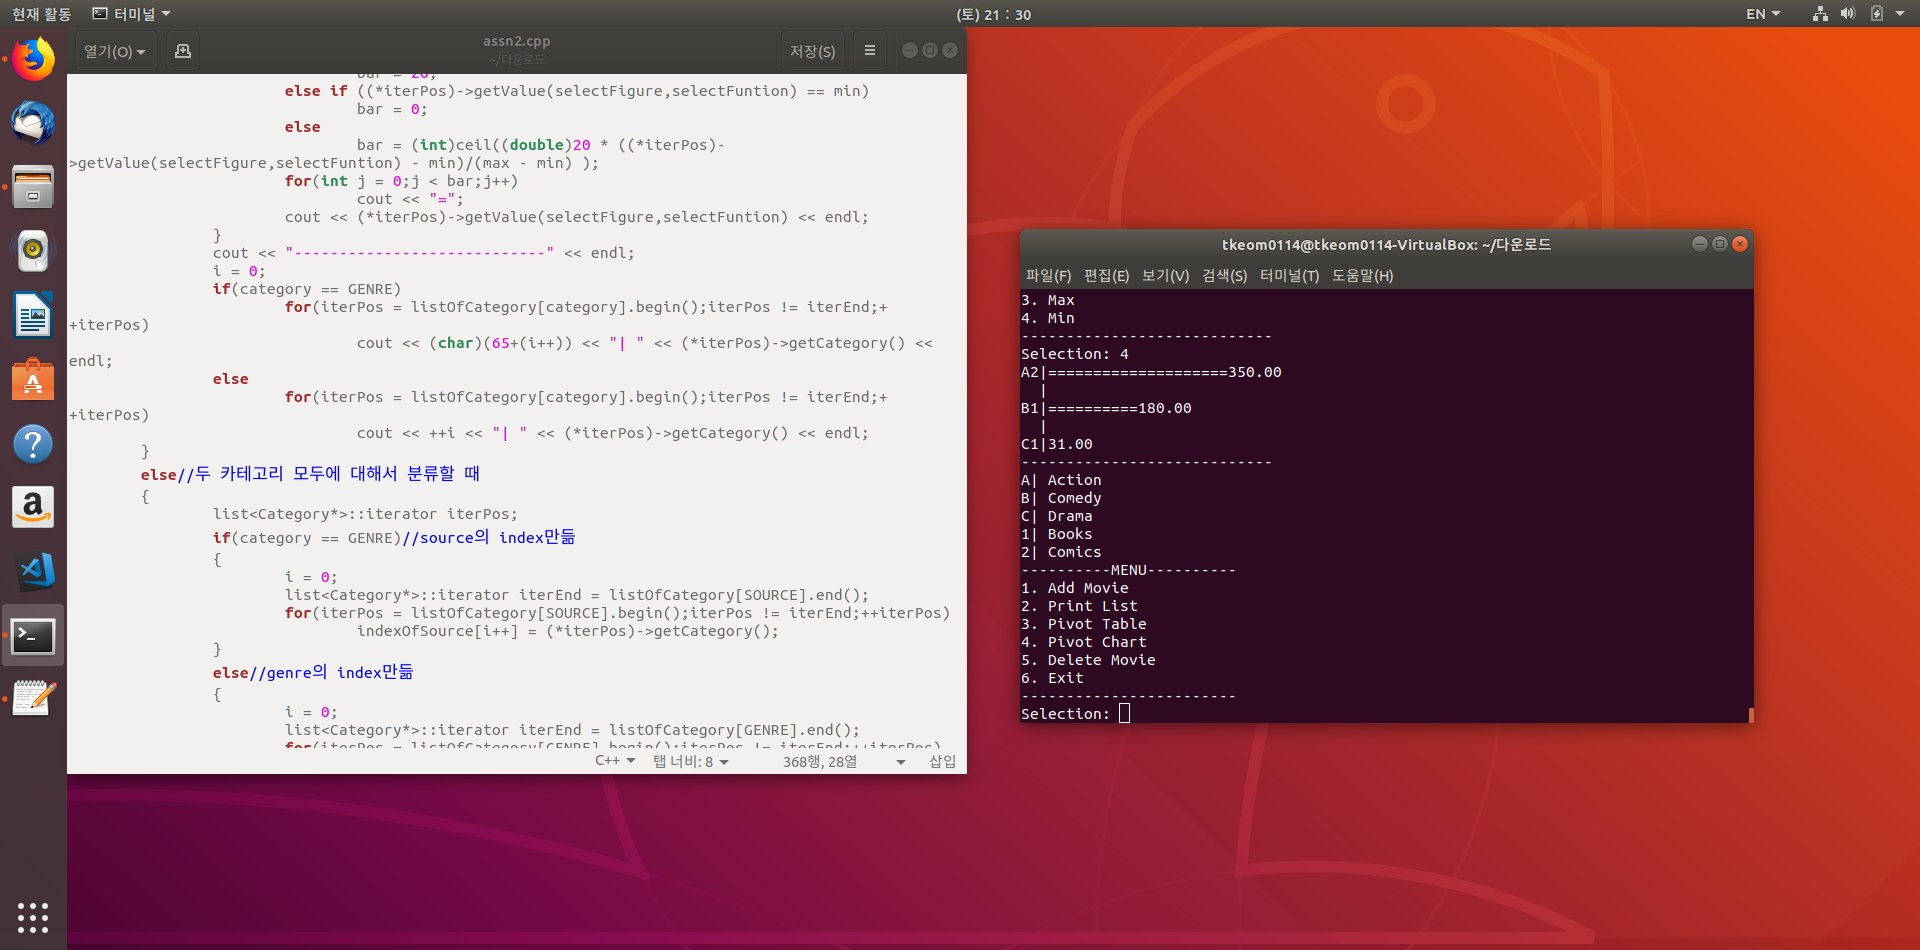 현재 활동 터미널 (토) 21 : 30 EN
열기(O) assn2.cpp 저장(S)
~/다운로드
bar = 20;
else if ((*iterPos)->getValue(selectFigure,selectFuntion) == min)
bar = 0;
else
bar = (int)ceil((double)20 * ((*iterPos)-
>getValue(selectFigure,selectFuntion) - min)/(max - min) );
for(int j = 0;j < bar;j++)
cout << "=";
cout << (*iterPos)->getValue(selectFigure,selectFuntion) << endl;
}
cout << "----------------------------" << endl;
i = 0;
if(category == GENRE)
for(iterPos = listOfCategory[category].begin();iterPos != iterEnd;+
+iterPos)
cout << (char)(65+(i++)) << "| " << (*iterPos)->getCategory() <<
endl;
else
for(iterPos = listOfCategory[category].begin();iterPos != iterEnd;+
+iterPos)
cout << ++i << "| " << (*iterPos)->getCategory() << endl;
}
else//두 카테고리 모두에 대해서 분류할 때
{
list<Category*>::iterator iterPos;
if(category == GENRE)//source의 index만듦
{
i = 0;
list<Category*>::iterator iterEnd = listOfCategory[SOURCE].end();
for(iterPos = listOfCategory[SOURCE].begin();iterPos != iterEnd;++iterPos)
indexOfSource[i++] = (*iterPos)->getCategory();
}
else//genre의 index만듦
{
i = 0;
list<Category*>::iterator iterEnd = listOfCategory[GENRE].end();
for(iterPos = listOfCategory[GENRE].begin();iterPos != iterEnd;++iterPos)
C++ 탭 너비: 8 368행, 28열 삽입
tkeom0114@tkeom0114-VirtualBox: ~/다운로드
파일(F) 편집(E) 보기(V) 검색(S) 터미널(T) 도움말(H)
3. Max
4. Min
----------------------------
Selection: 4
A2|====================350.00
|
B1|==========180.00
|
C1|31.00
----------------------------
A| Action
B| Comedy
C| Drama
1| Books
2| Comics
----------MENU----------
1. Add Movie
2. Print List
3. Pivot Table
4. Pivot Chart
5. Delete Movie
6. Exit
------------------------
Selection: